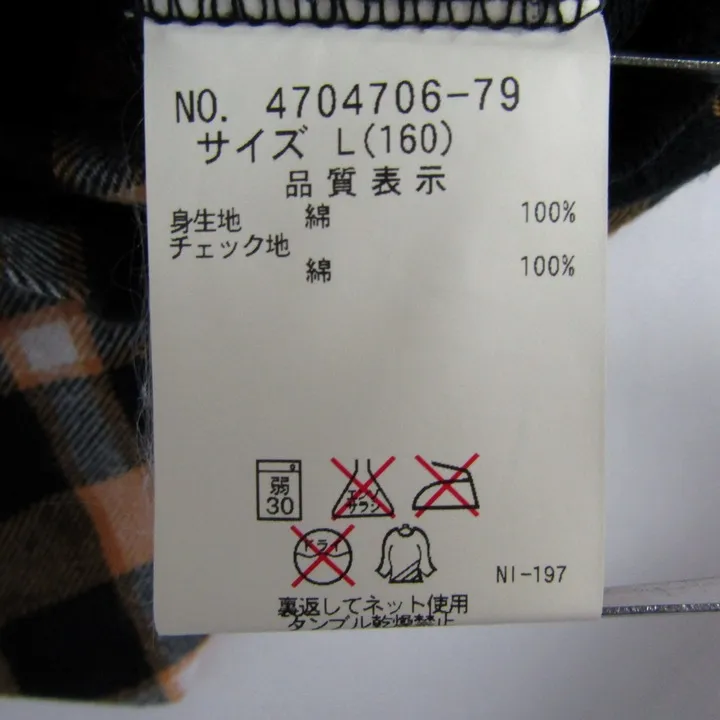 NO. 4704706-79
サイズ L(160)
品質表示
身生地 綿 100%
チェック地
綿 100%
弱
30
エンソ
サラシ
ドライ
NI-197
裏返してネット使用
タンブル乾燥禁止